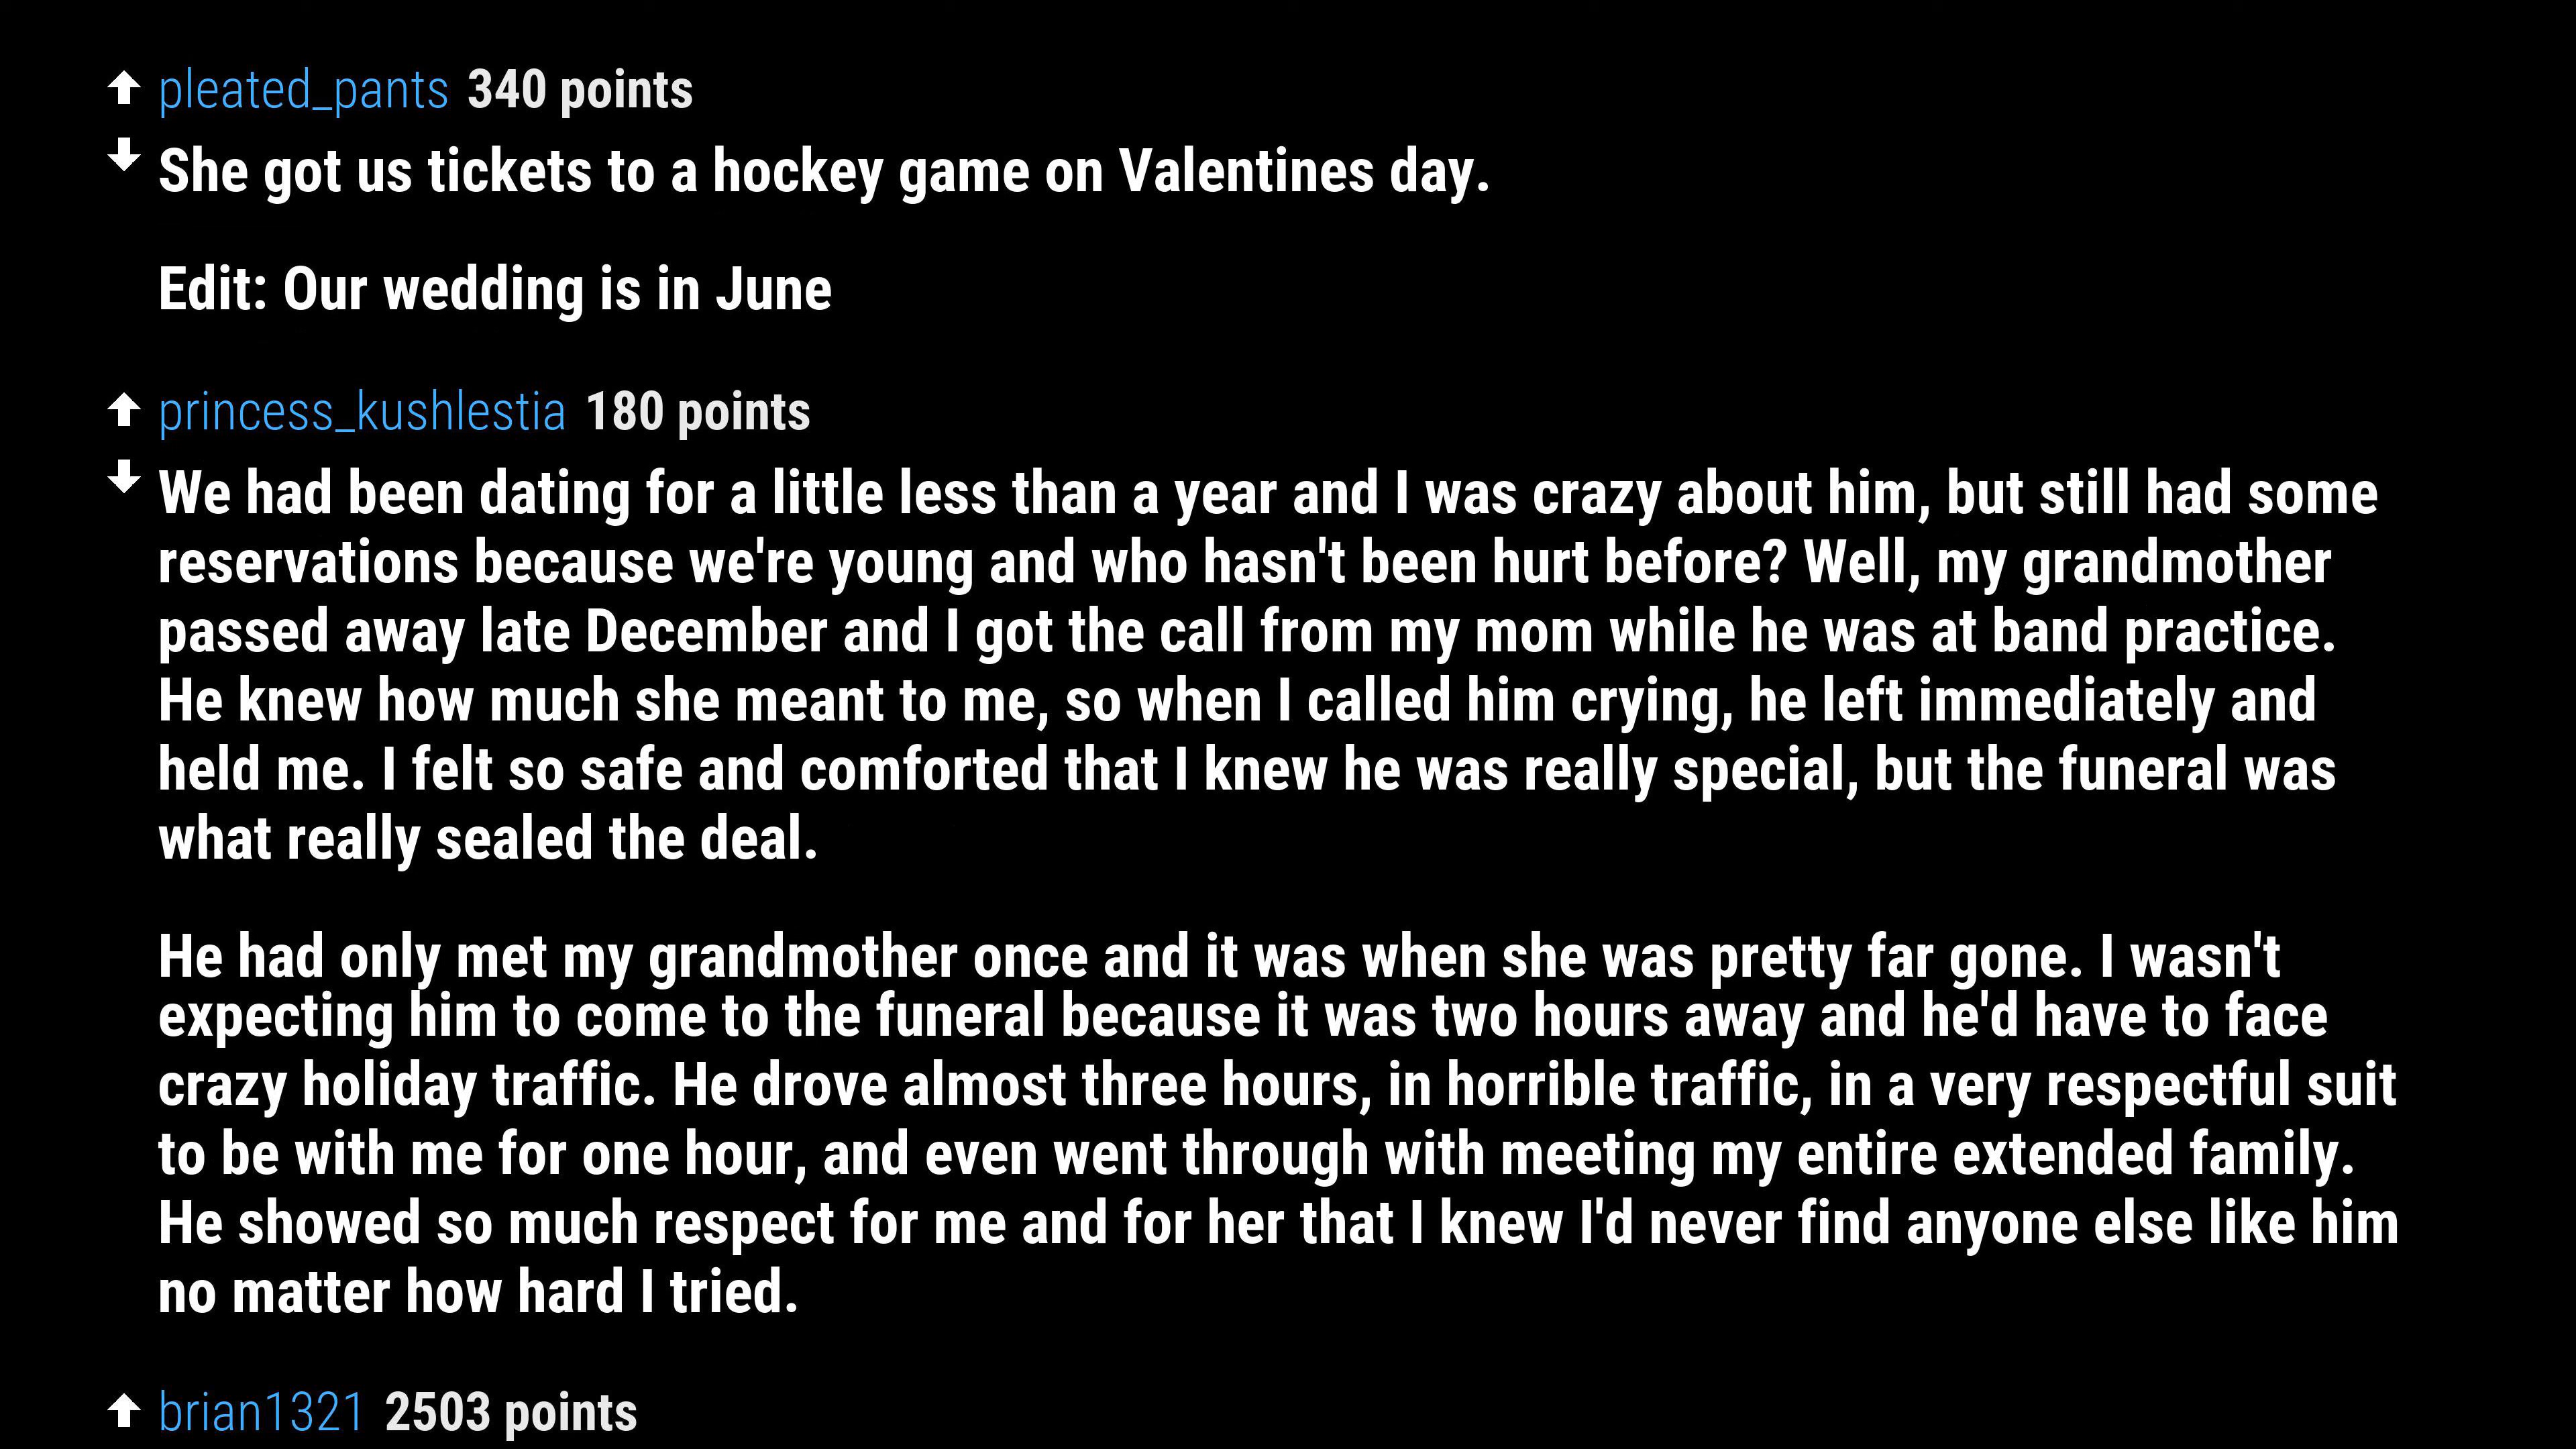 pleated_pants 340 points
She got us tickets to a hockey game on Valentines day.
Edit: Our wedding is in June
princess_kushlestia 180 points
We had been dating for a little less than a year and I was crazy about him, but still had some
reservations because we're young and who hasn't been hurt before? Well, my grandmother
passed away late December and I got the call from my mom while he was at band practice.
He knew how much she meant to me, so when I called him crying, he left immediately and
held me. I felt so safe and comforted that I knew he was really special, but the funeral was
what really sealed the deal.
He had only met my grandmother once and it was when she was pretty far gone. I wasn't
expecting him to come to the funeral because it was two hours away and he'd have to face
crazy holiday traffic. He drove almost three hours, in horrible traffic, in a very respectful suit
to be with me for one hour, and even went through with meeting my entire extended family.
He showed so much respect for me and for her that I knew I'd never find anyone else like him
no matter how hard I tried.
brian1321 2503 points